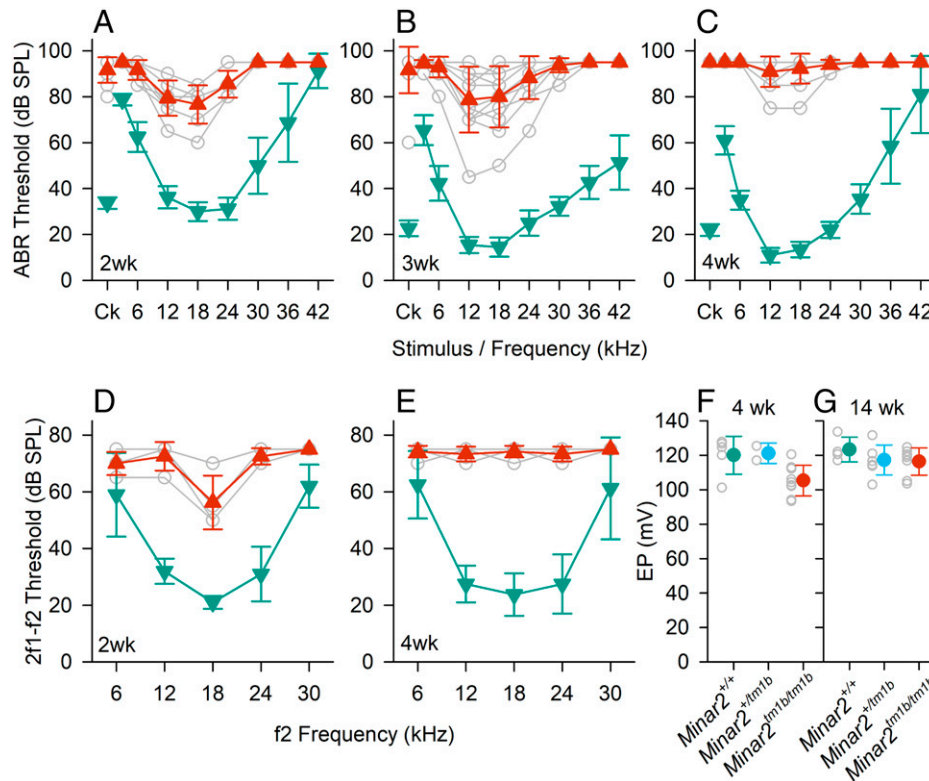 A
B
C
ABR Threshold (dB SPL)
100
80
60
40
20
0
2wk
3wk
4wk
Ck 6 12 18 24 30 36 42
Ck 6 12 18 24 30 36 42
Ck 6 12 18 24 30 36 42
Stimulus / Frequency (kHz)
D
E
F 4 wk
G 14 wk
2f1-f2 Threshold (dB SPL)
80
60
40
20
0
2wk
4wk
6 12 18 24 30
6 12 18 24 30
f2 Frequency (kHz)
EP (mV)
140
120
100
80
60
40
20
0
Minar2+/+
Minar2+/tm1b
Minar2tm1b/tm1b
Minar2+/+
Minar2+/tm1b
Minar2tm1b/tm1b